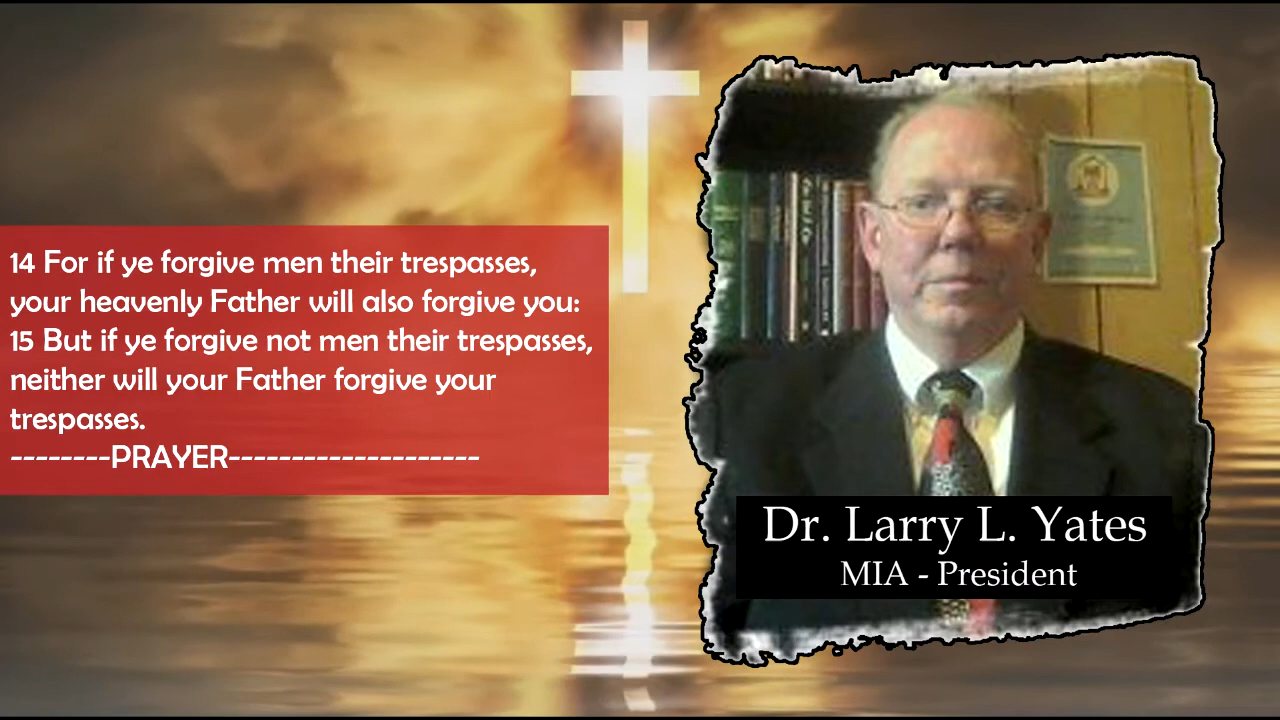 14 For if ye forgive men their trespasses,
your heavenly Father will also forgive you:
15 But if ye forgive not men their trespasses,
neither will your Father forgive your
trespasses.
--------PRAYER--------------------
Dr. Larry L. Yates
MIA - President